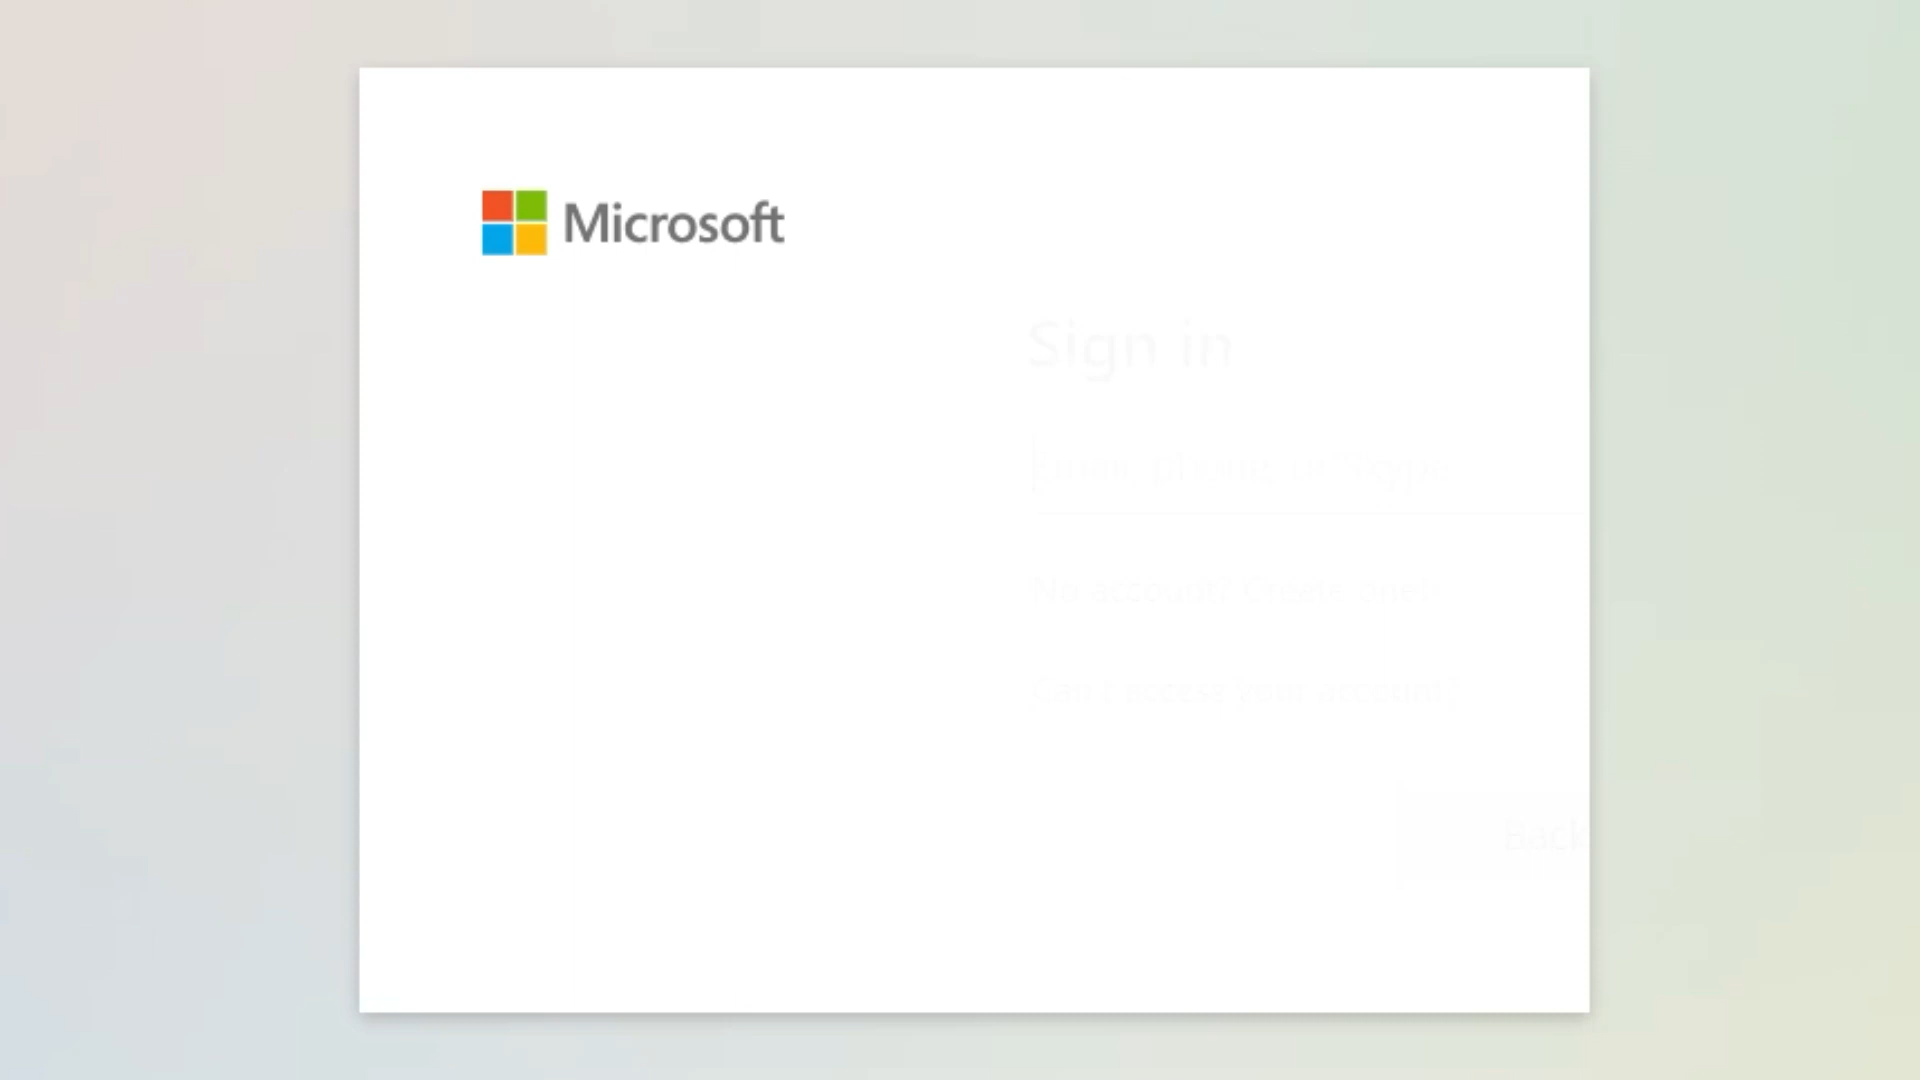 Microsoft
Sign in
Email, phone, or Skype
No account? Create one!
Can't access your account?
Back